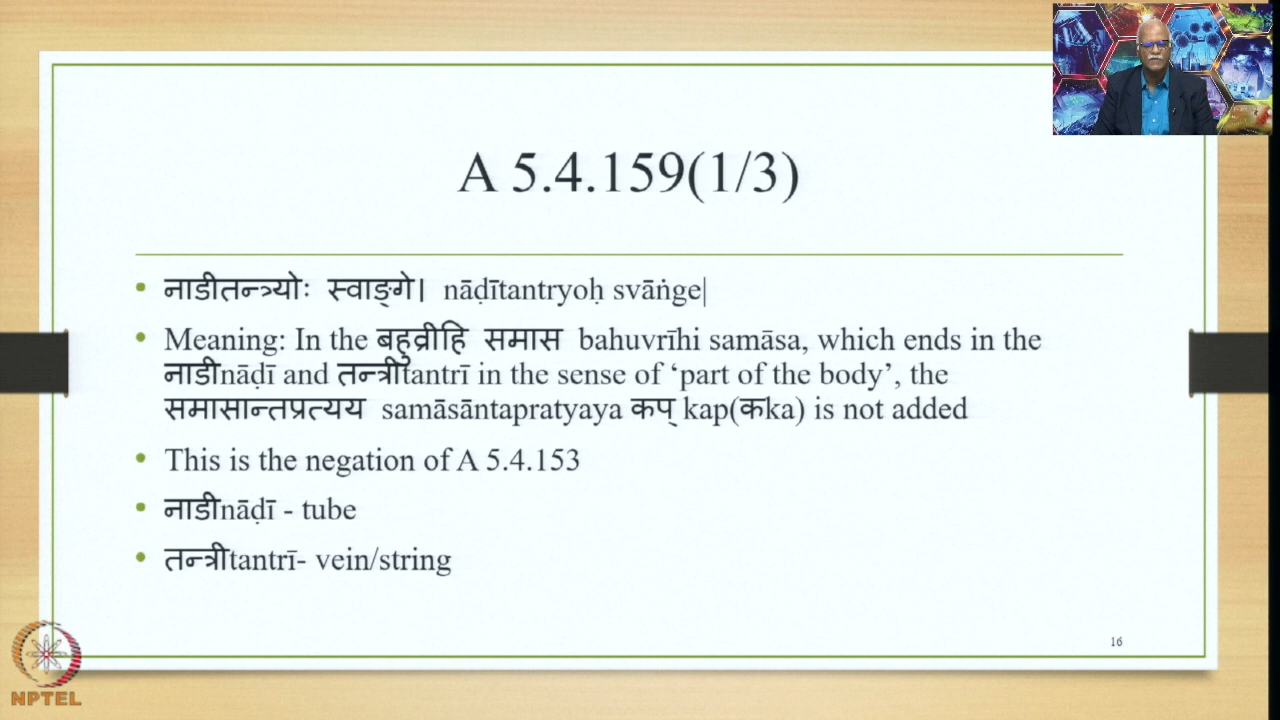 A 5.4.159(1/3)
• नाडीतन्त्र्योः स्वाङ्गे। nāḍītantryoḥ svāṅge|
• Meaning: In the बहुव्रीहि समास bahuvrīhi samāsa, which ends in the
नाडीnāḍī and तन्त्रीtantrī in the sense of ‘part of the body’, the
समासान्तप्रत्यय samāsāntapratyaya कप् kap(कka) is not added
• This is the negation of A 5.4.153
• नाडीnāḍī - tube
• तन्त्रीtantrī- vein/string
16
NPTEL